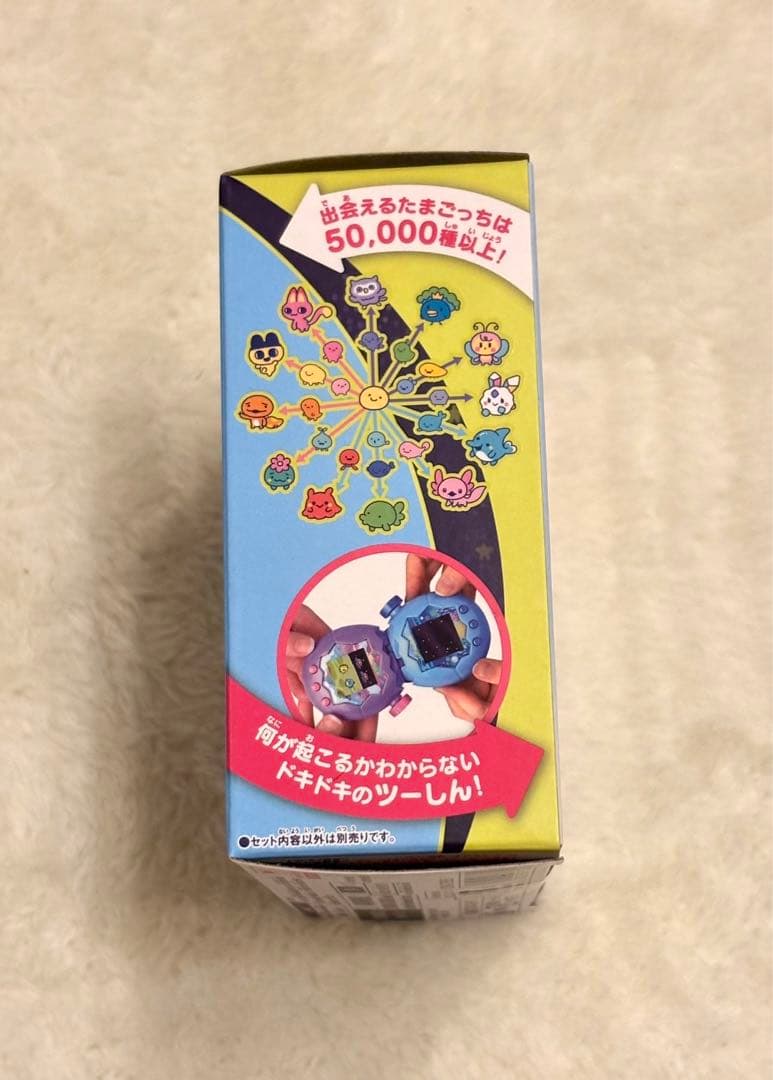 出会えるたまごっちは
50,000種以上!
何が起こるかわからない
ドキドキのツーしん!
●セット内容以外は別売りです。